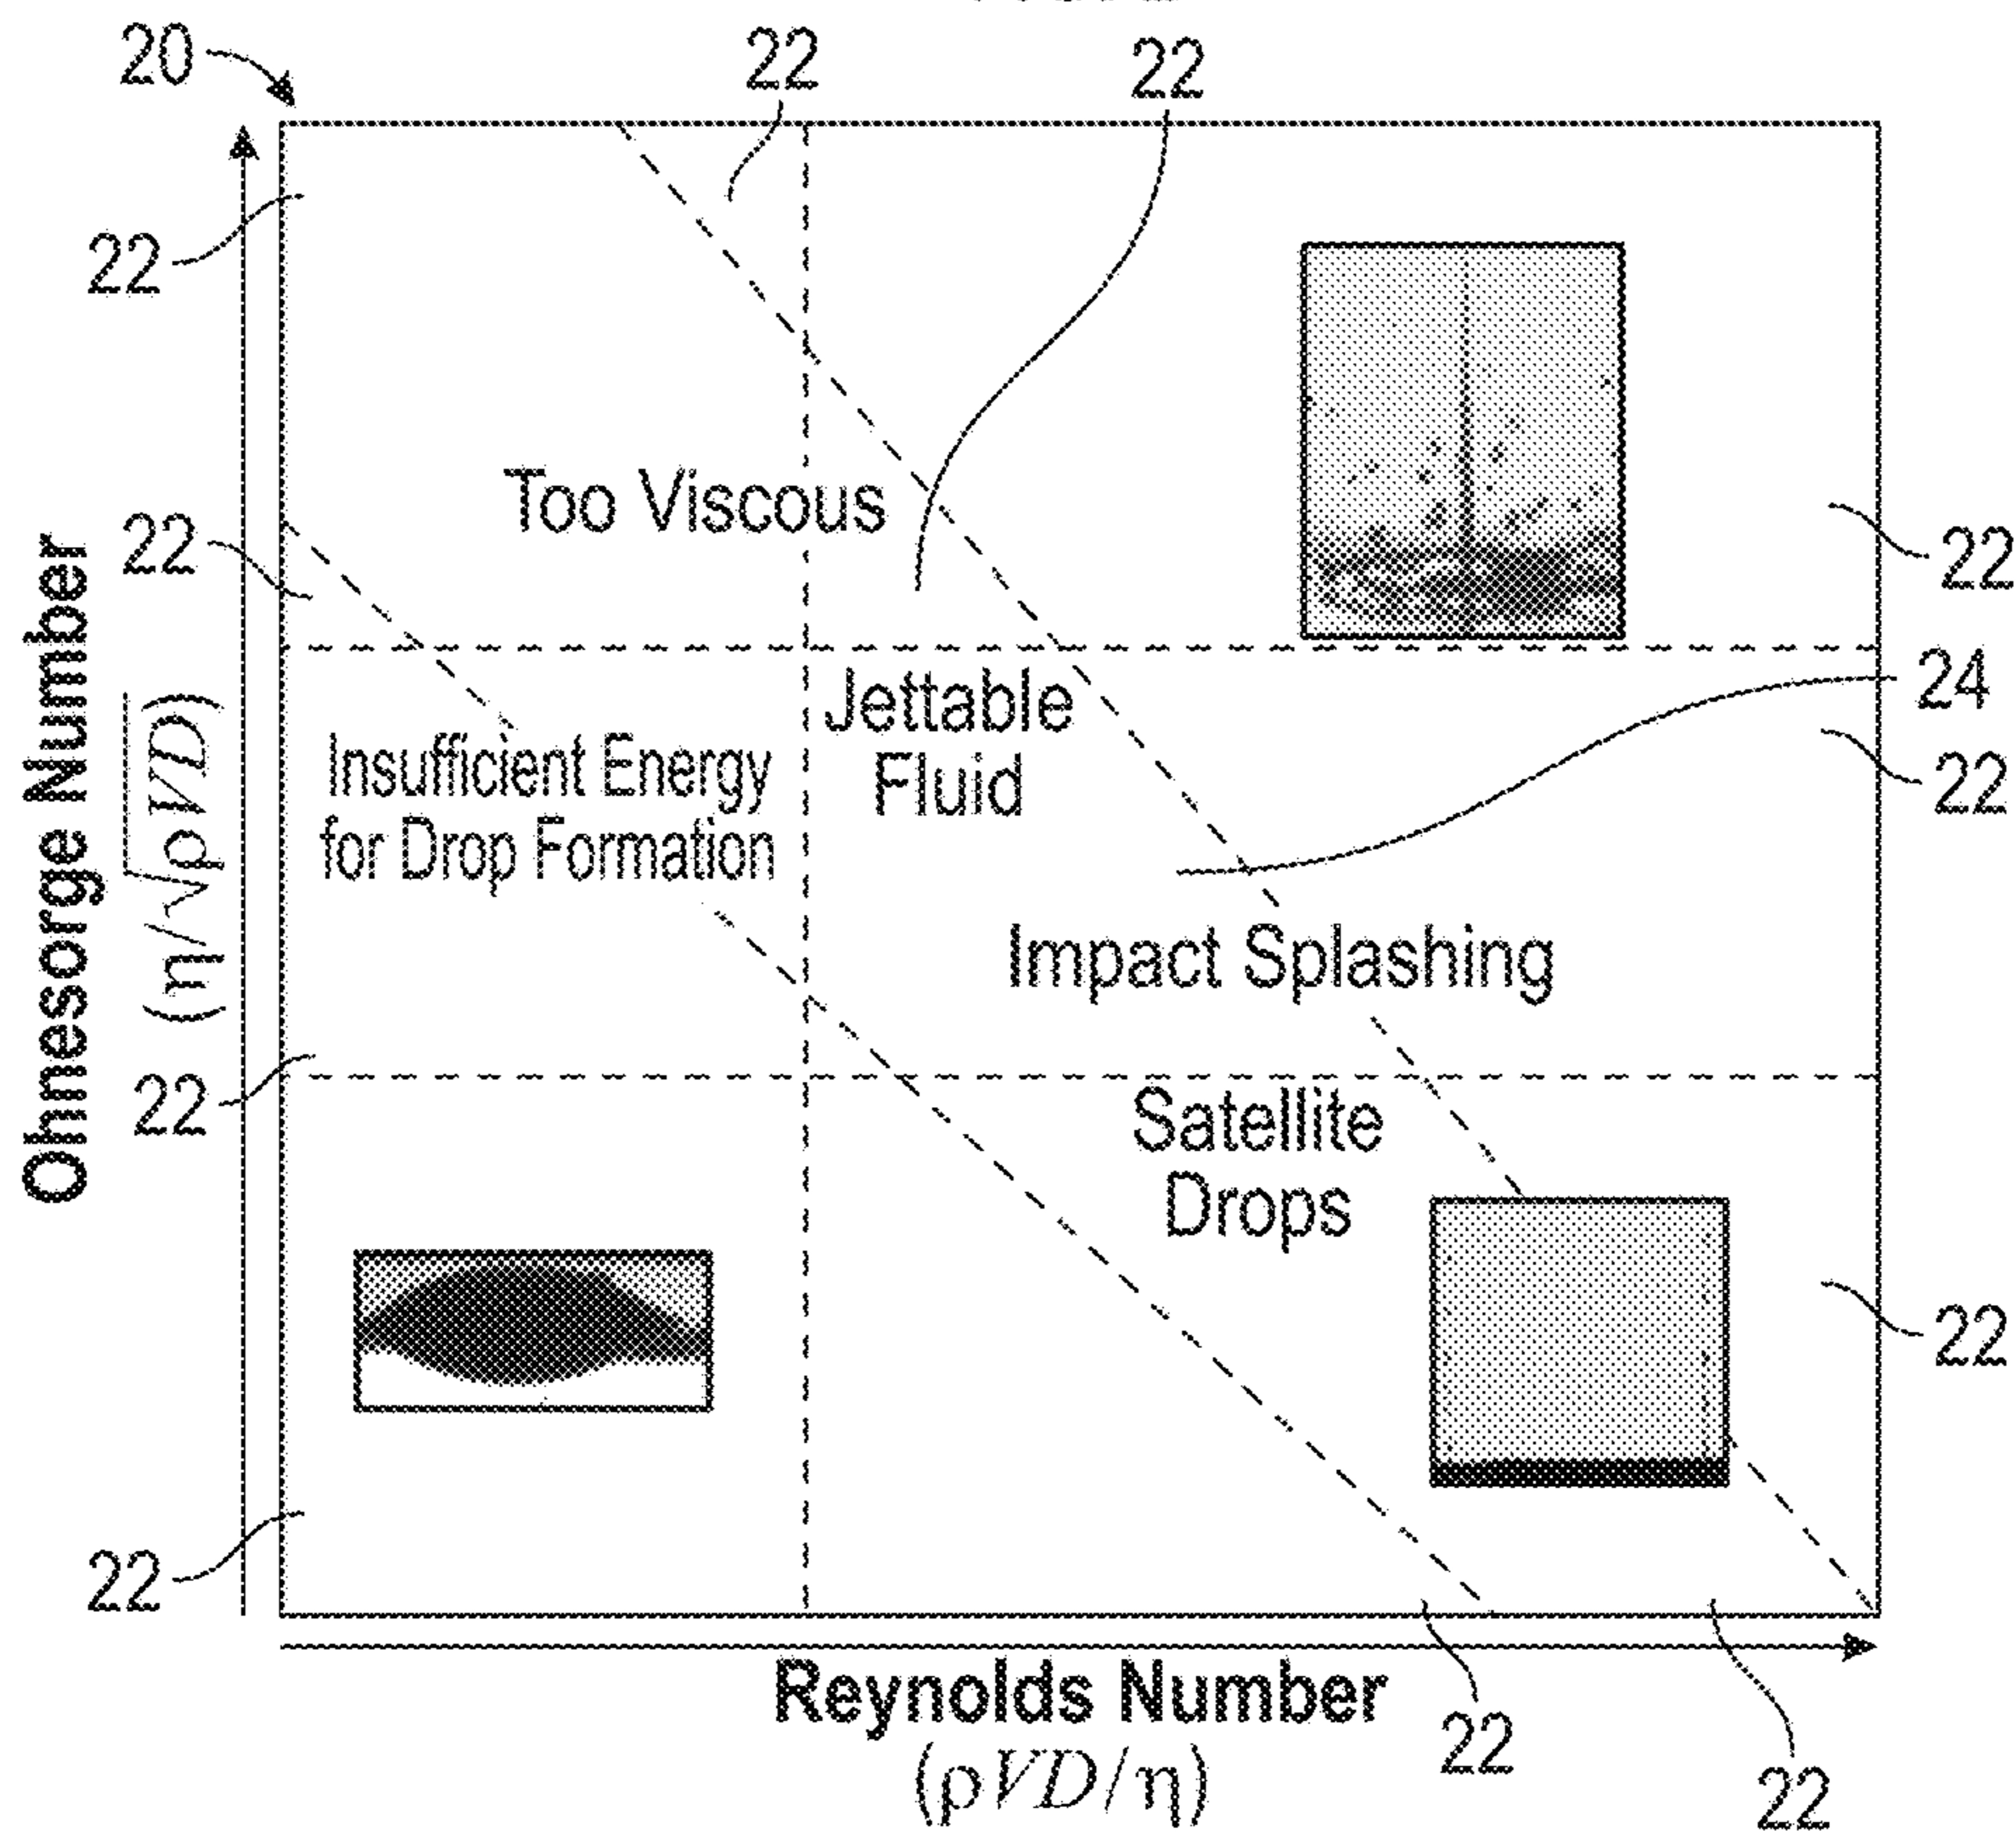 20
22
22
22
22
Too Viscous
22
Jettable
Fluid
24
Insufficient Energy
for Drop Formation
22
Impact Splashing
22
Satellite
Drops
22
22
Ohnesorge Number
(η/√ρVD)
Reynolds Number
(ρVD/η)
22
22